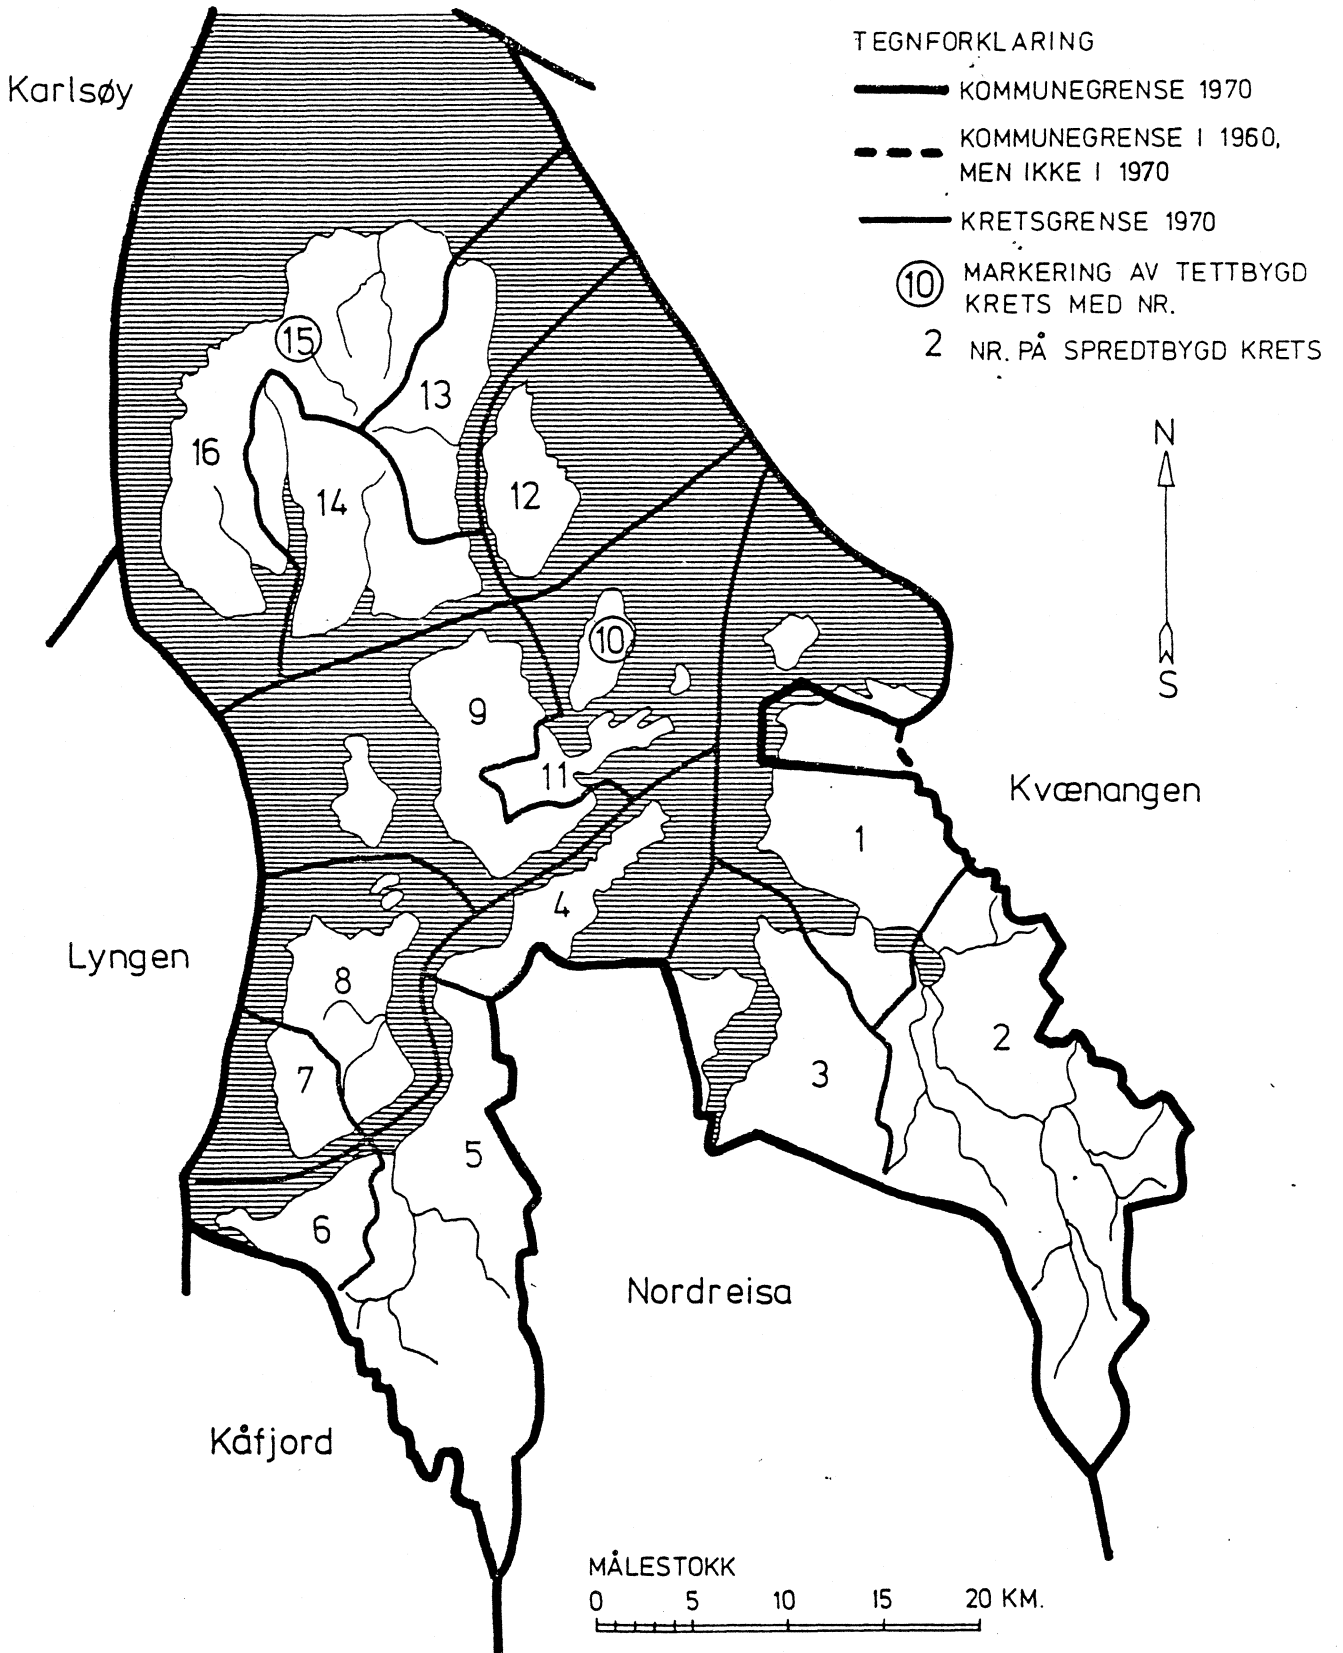 TEGNFORKLARING
KOMMUNEGRENSE 1970
KOMMUNEGRENSE I 1960,
MEN IKKE I 1970
KRETSGRENSE 1970
10 MARKERING AV TETTBYGD
KRETS MED NR.
2 NR. PÅ SPREDTBYGD KRETS
Karlsøy
15
13
16
14
12
N
S
10
9
11
Kvænangen
1
4
Lyngen
8
7
3
2
5
6
Nordreisa
Kåfjord
MÅLESTOKK
0 5 10 15 20 KM.